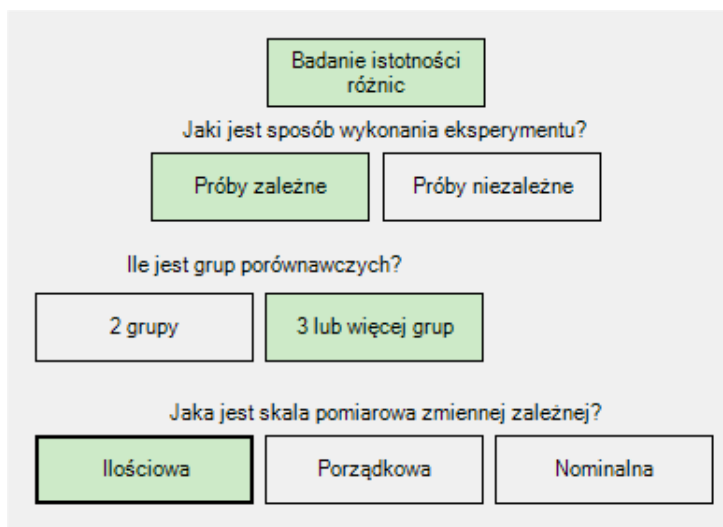 Badanie istotności
różnic
Jaki jest sposób wykonania eksperymentu?
Próby zależne
Próby niezależne
Ile jest grup porównawczych?
2 grupy
3 lub więcej grup
Jaka jest skala pomiarowa zmiennej zależnej?
Ilościowa
Porządkowa
Nominalna